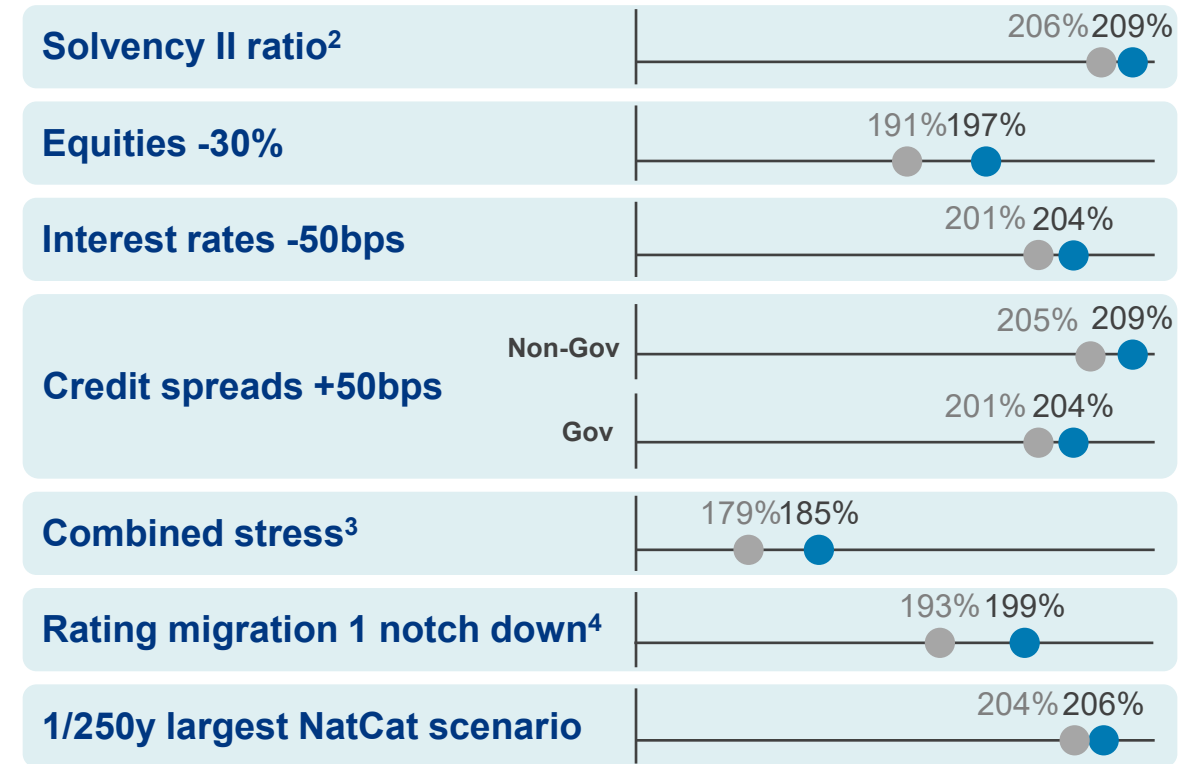 Solvency II ratio²
206% 209%
Equities -30%
191% 197%
Interest rates -50bps
201% 204%
Credit spreads +50bps
Non-Gov
205% 209%
Gov
201% 204%
Combined stress³
179% 185%
Rating migration 1 notch down⁴
193% 199%
1/250y largest NatCat scenario
204% 206%